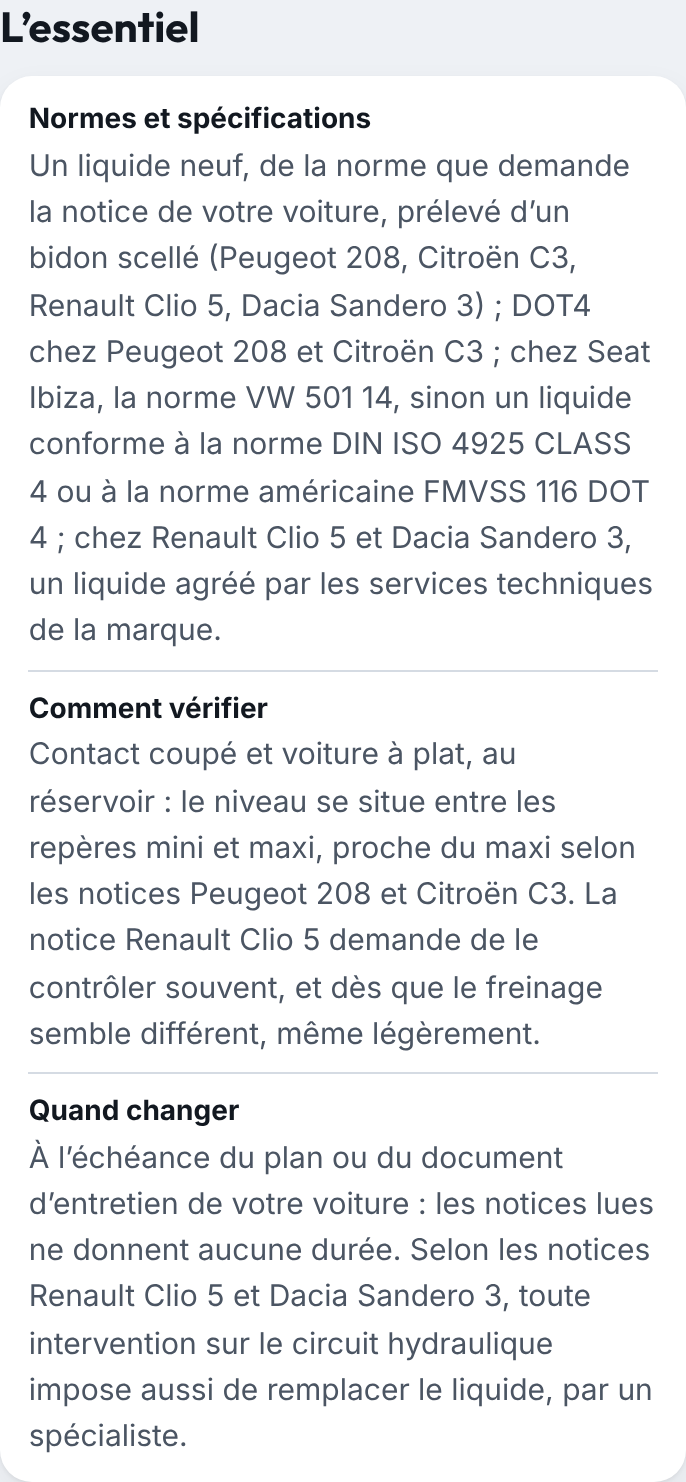 L’essentiel
Normes et spécifications
Un liquide neuf, de la norme que demande
la notice de votre voiture, prélevé d’un
bidon scellé (Peugeot 208, Citroën C3,
Renault Clio 5, Dacia Sandero 3) ; DOT4
chez Peugeot 208 et Citroën C3 ; chez Seat
Ibiza, la norme VW 501 14, sinon un liquide
conforme à la norme DIN ISO 4925 CLASS
4 ou à la norme américaine FMVSS 116 DOT
4 ; chez Renault Clio 5 et Dacia Sandero 3,
un liquide agréé par les services techniques
de la marque.
Comment vérifier
Contact coupé et voiture à plat, au
réservoir : le niveau se situe entre les
repères mini et maxi, proche du maxi selon
les notices Peugeot 208 et Citroën C3. La
notice Renault Clio 5 demande de le
contrôler souvent, et dès que le freinage
semble différent, même légèrement.
Quand changer
À l’échéance du plan ou du document
d’entretien de votre voiture : les notices lues
ne donnent aucune durée. Selon les notices
Renault Clio 5 et Dacia Sandero 3, toute
intervention sur le circuit hydraulique
impose aussi de remplacer le liquide, par un
spécialiste.